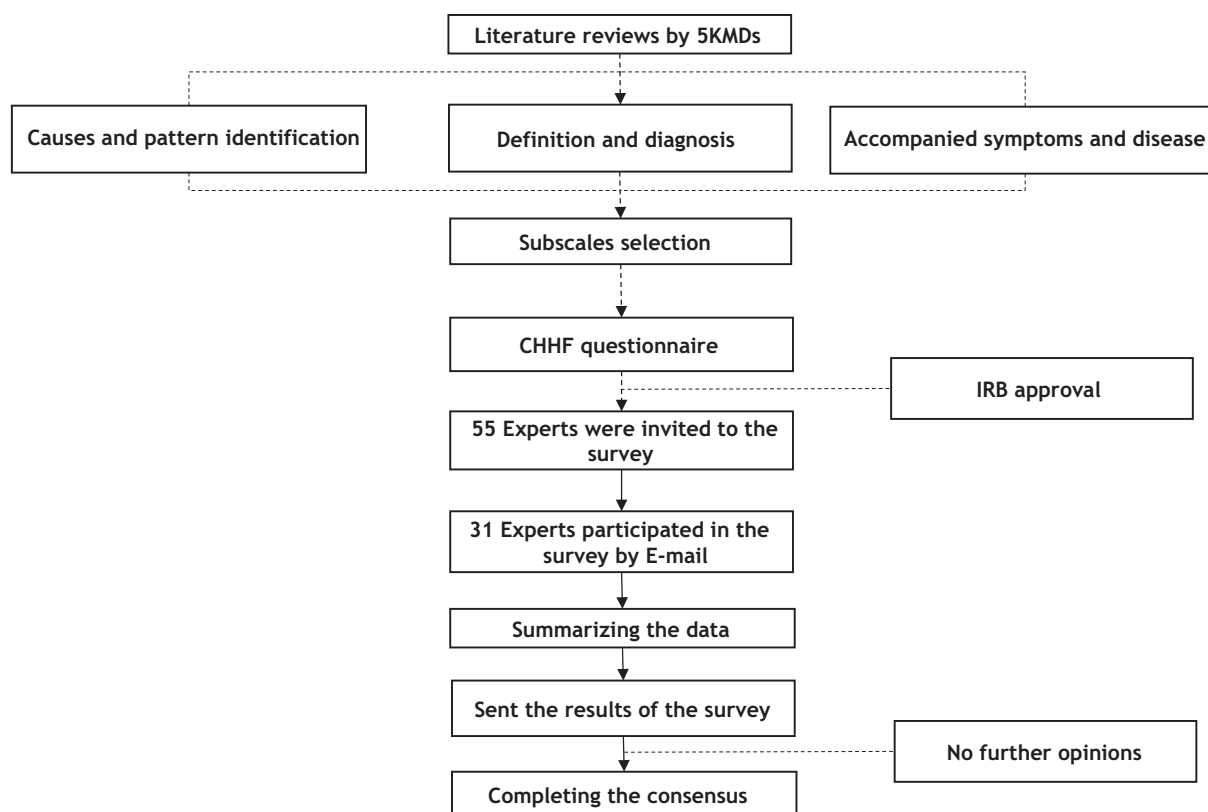 Literature reviews by 5KMDs
Causes and pattern identification
Definition and diagnosis
Accompanied symptoms and disease
Subscales selection
CHHF questionnaire
IRB approval
55 Experts were invited to the
survey
31 Experts participated in the
survey by E-mail
Summarizing the data
Sent the results of the survey
No further opinions
Completing the consensus